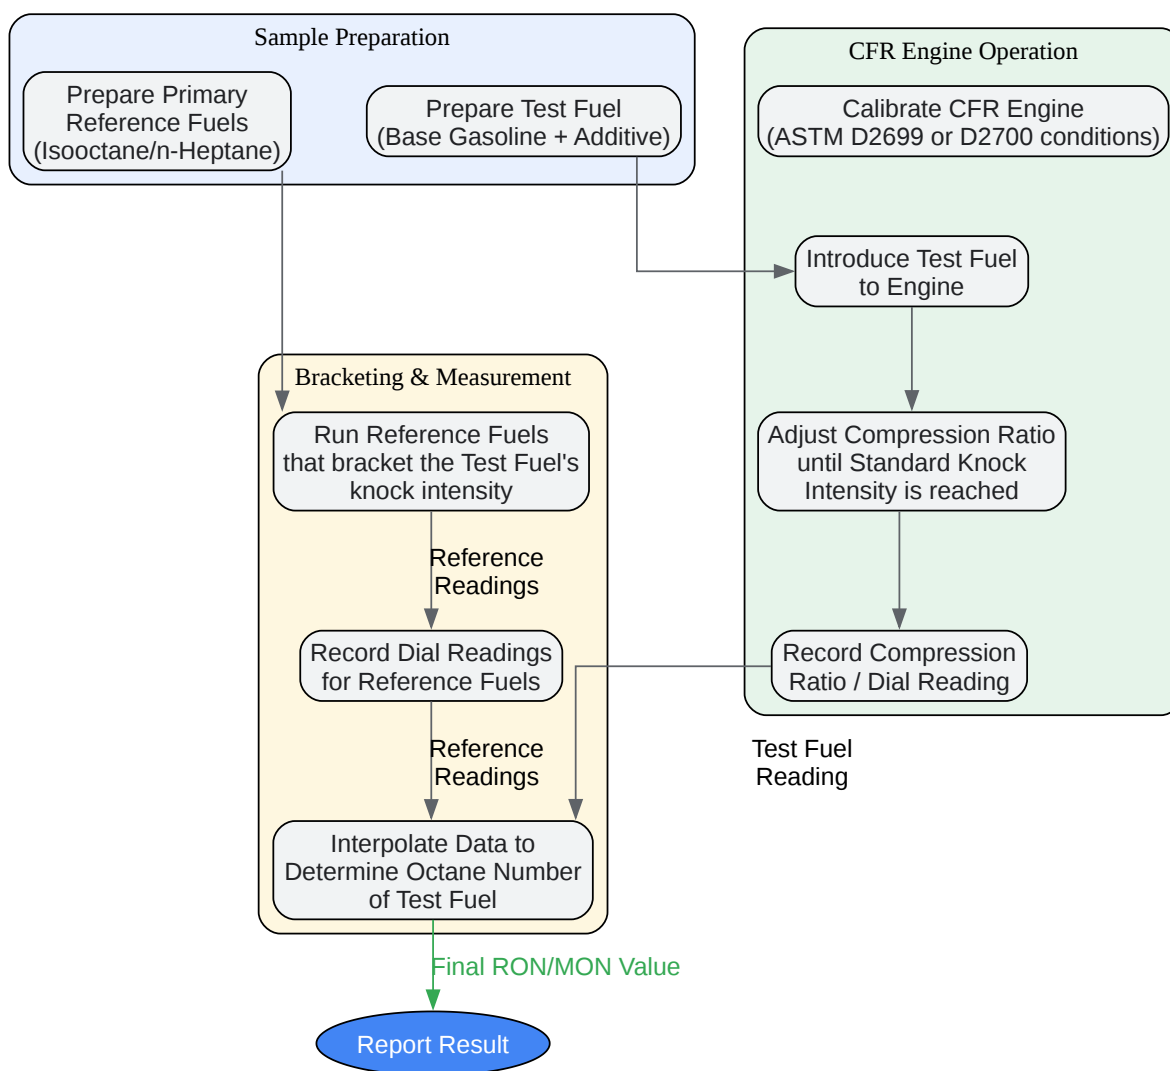 Sample Preparation
Prepare Primary
Reference Fuels
(Isooctane/n-Heptane)
Prepare Test Fuel
(Base Gasoline + Additive)
CFR Engine Operation
Calibrate CFR Engine
(ASTM D2699 or D2700 conditions)
Introduce Test Fuel
to Engine
Adjust Compression Ratio
until Standard Knock
Intensity is reached
Record Compression
Ratio / Dial Reading
Test Fuel
Reading
Bracketing & Measurement
Run Reference Fuels
that bracket the Test Fuel's
knock intensity
Reference
Readings
Record Dial Readings
for Reference Fuels
Reference
Readings
Interpolate Data to
Determine Octane Number
of Test Fuel
Final RON/MON Value
Report Result